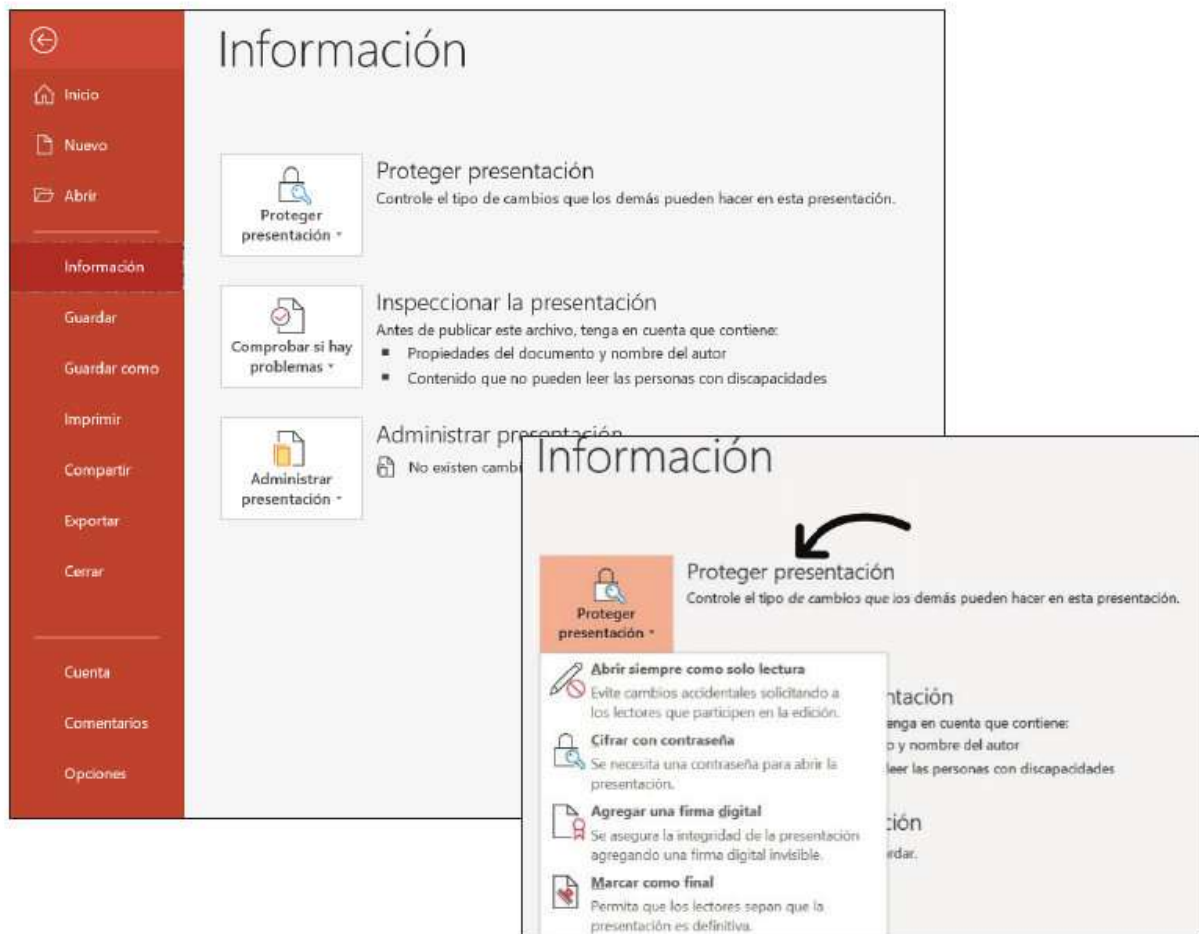 Información
Inicio
Nuevo
Abrir
Información
Guardar
Guardar como
Imprimir
Compartir
Exportar
Cerrar
Cuenta
Comentarios
Opciones
Proteger
presentación
Proteger presentación
Controle el tipo de cambios que los demás pueden hacer en esta presentación.
Comprobar si hay
problemas
Inspeccionar la presentación
Antes de publicar este archivo, tenga en cuenta que contiene:
Propiedades del documento y nombre del autor
Contenido que no pueden leer las personas con discapacidades
Administrar
presentación
Administrar presentación
No existen cambi
Información
Proteger
presentación
Proteger presentación
Controle el tipo de cambios que los demás pueden hacer en esta presentación.
Abrir siempre como solo lectura
Evite cambios accidentales solicitando a
los lectores que participen en la edición.
Cifrar con contraseña
Se necesita una contraseña para abrir la
presentación.
Agregar una firma digital
Se asegura la integridad de la presentación
agregando una firma digital invisible.
Marcar como final
Permita que los lectores sepan que la
presentación es definitiva.
ntación
enga en cuenta que contiene:
o y nombre del autor
leer las personas con discapacidades
ción
rdar.